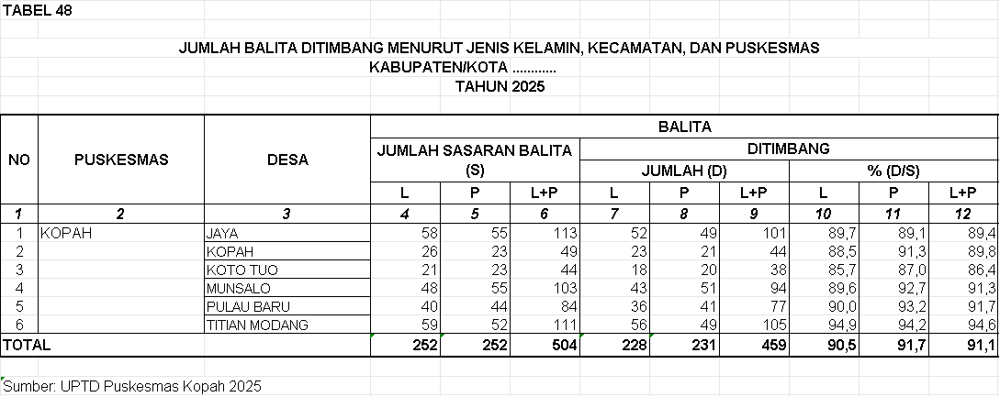 TABEL 48
JUMLAH BALITA DITIMBANG MENURUT JENIS KELAMIN, KECAMATAN, DAN PUSKESMAS
KABUPATEN/KOTA ............
TAHUN 2025
NO PUSKESMAS DESA BALITA
JUMLAH SASARAN BALITA (S) DITIMBANG
JUMLAH (D) % (D/S)
L P L+P L P L+P L P L+P
1 2 3 4 5 6 7 8 9 10 11 12
1 KOPAH JAYA 58 55 113 52 49 101 89,7 89,1 89,4
2 KOPAH 26 23 49 23 21 44 88,5 91,3 89,8
3 KOTO TUO 21 23 44 18 20 38 85,7 87,0 86,4
4 MUNSALO 48 55 103 43 51 94 89,6 92,7 91,3
5 PULAU BARU 40 44 84 36 41 77 90,0 93,2 91,7
6 TITIAN MODANG 59 52 111 56 49 105 94,9 94,2 94,6
TOTAL 252 252 504 228 231 459 90,5 91,7 91,1
Sumber: UPTD Puskesmas Kopah 2025